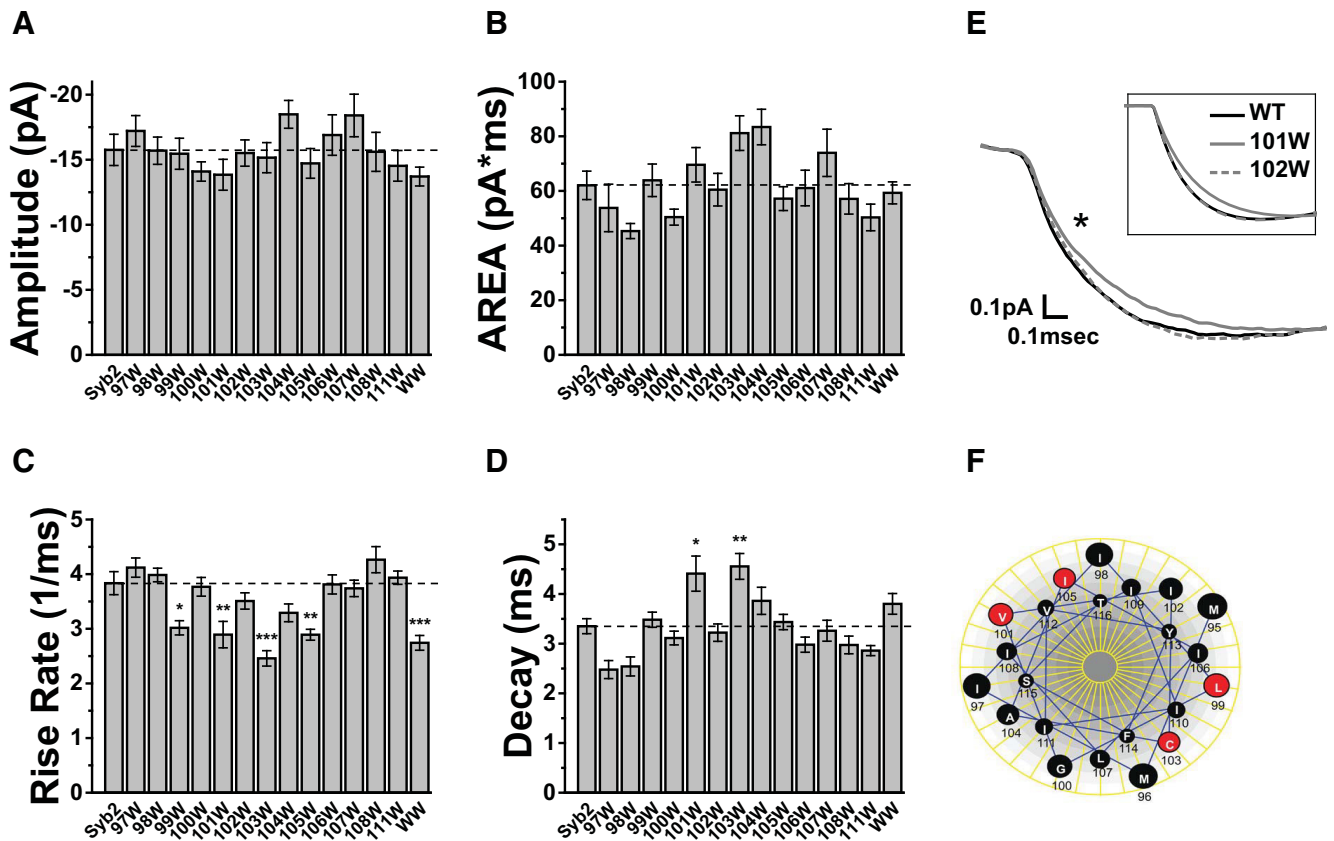 A
Amplitude (pA)
-20
-15
-10
-5
0
Syb2 97W 98W 99W 100W 101W 102W 103W 104W 105W 106W 107W 108W 111W WW
B
AREA (pA*ms)
100
80
60
40
20
0
Syb2 97W 98W 99W 100W 101W 102W 103W 104W 105W 106W 107W 108W 111W WW
E
WT
101W
102W
*
0.1pA
0.1msec
C
Rise Rate (1/ms)
5
4
3
2
1
0
* ** *** ** ***
Syb2 97W 98W 99W 100W 101W 102W 103W 104W 105W 106W 107W 108W 111W WW
D
Decay (ms)
5
4
3
2
1
0
* **
Syb2 97W 98W 99W 100W 101W 102W 103W 104W 105W 106W 107W 108W 111W WW
F
I 98
I 105
I 109
I 102
T 116
V 112
M 95
V 101
Y 113
I 108
I 106
S 115
L 99
I 97
A 104
I 110
I 111
F 114
C 103
G 100
L 107
M 96